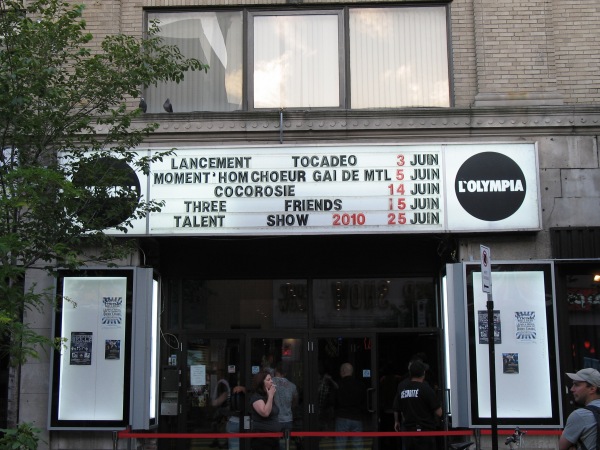 LANCEMENT TOCADEO 3 JUIN
MOMENT'HOM CHOEUR GAI DE MTL 5 JUIN
COCOROSIE 14 JUIN
THREE FRIENDS 15 JUIN
TALENT SHOW 2010 25 JUIN
L'OLYMPIA
SÉCURITÉ